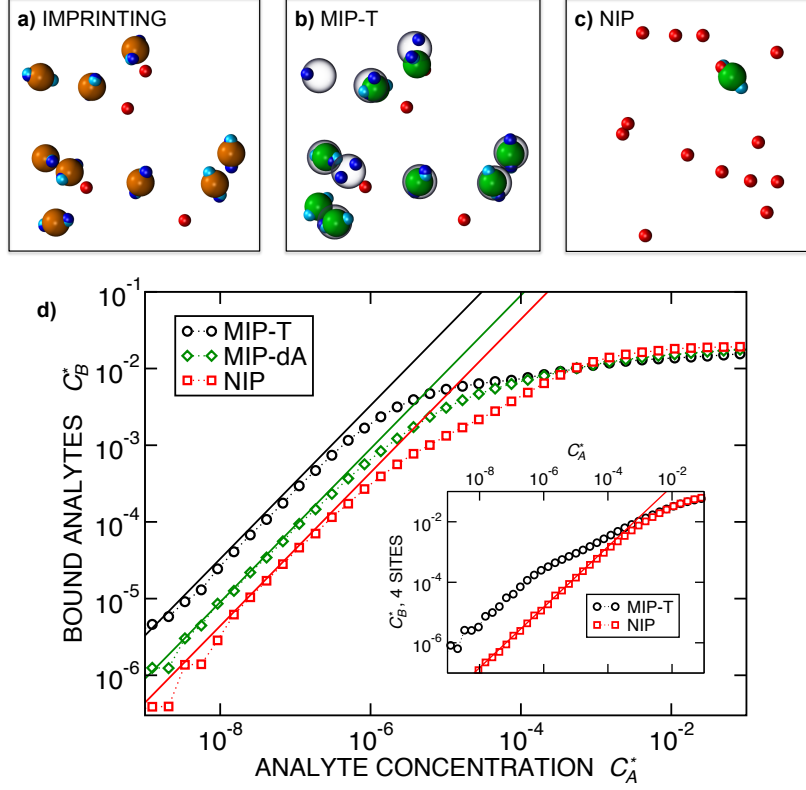 a) IMPRINTING
b) MIP-T
c) NIP
d)
10^-1
10^-2
10^-3
10^-4
10^-5
10^-6
BOUND ANALYTES C*_B
MIP-T
MIP-dA
NIP
10^-8
10^-6
10^-4
10^-2
ANALYTE CONCENTRATION C*_A
C*_A
10^-8
10^-6
10^-4
10^-2
10^-2
10^-4
10^-6
C*_B, 4 SITES
MIP-T
NIP